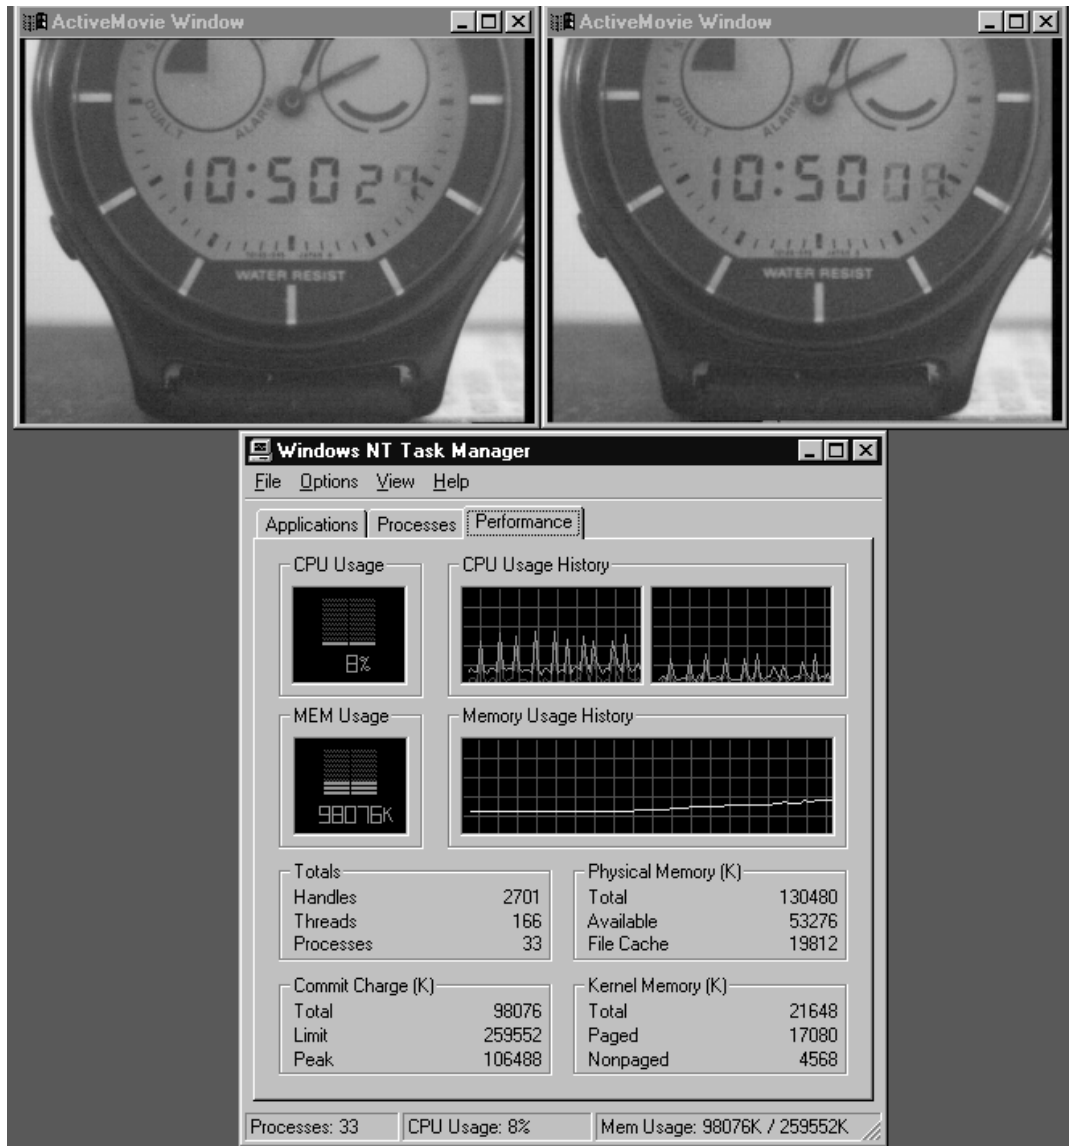 ActiveMovie Window
ActiveMovie Window
DUAL.T
ALARM
10:50
WATER RESIST
DUAL.T
ALARM
10:50
WATER RESIST
Windows NT Task Manager
File Options View Help
Applications Processes Performance
CPU Usage
CPU Usage History
8%
MEM Usage
Memory Usage History
98076K
Totals
Handles 2701
Threads 166
Processes 33
Physical Memory (K)
Total 130480
Available 53276
File Cache 19812
Commit Charge (K)
Total 98076
Limit 259552
Peak 106488
Kernel Memory (K)
Total 21648
Paged 17080
Nonpaged 4568
Processes: 33 CPU Usage: 8% Mem Usage: 98076K / 259552K